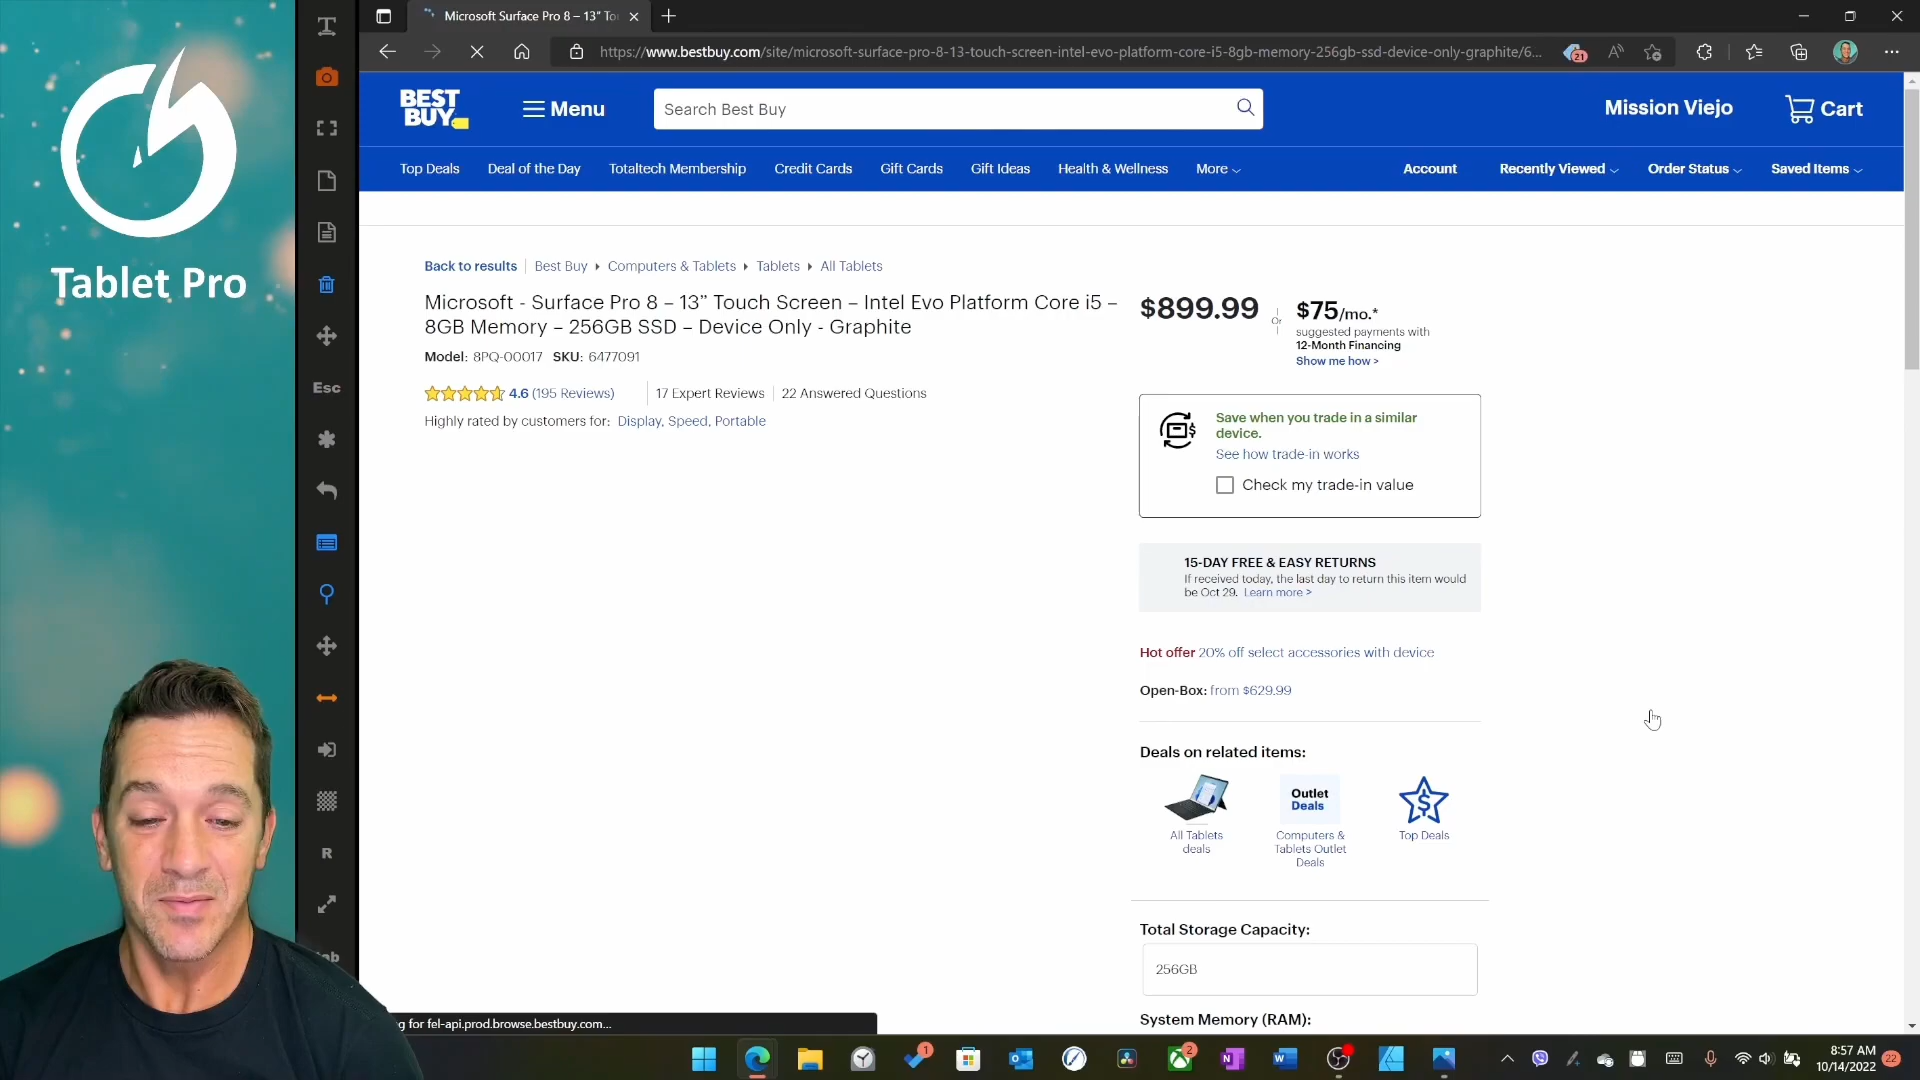 Microsoft Surface Pro 8 – 13” To
https://www.bestbuy.com/site/microsoft-surface-pro-8-13-touch-screen-intel-evo-platform-core-i5-8gb-memory-256gb-ssd-device-only-graphite/6...
21
BEST BUY
Menu
Search Best Buy
Mission Viejo
Cart
Top Deals
Deal of the Day
Totaltech Membership
Credit Cards
Gift Cards
Gift Ideas
Health & Wellness
More
Account
Recently Viewed
Order Status
Saved Items
Tablet Pro
Esc
R
Back to results
Best Buy
Computers & Tablets
Tablets
All Tablets
Microsoft - Surface Pro 8 – 13” Touch Screen – Intel Evo Platform Core i5 –
8GB Memory – 256GB SSD – Device Only - Graphite
Model: 8PQ-00017 SKU: 6477091
4.6 (195 Reviews)
17 Expert Reviews
22 Answered Questions
Highly rated by customers for: Display, Speed, Portable
$899.99
Or
$75/mo.*
suggested payments with
12-Month Financing
Show me how >
Save when you trade in a similar
device.
See how trade-in works
Check my trade-in value
15-DAY FREE & EASY RETURNS
If received today, the last day to return this item would
be Oct 29. Learn more >
Hot offer 20% off select accessories with device
Open-Box: from $629.99
Deals on related items:
All Tablets
deals
Outlet
Deals
Computers &
Tablets Outlet
Deals
Top Deals
Total Storage Capacity:
256GB
System Memory (RAM):
g for fel-api.prod.browse.bestbuy.com...
1
2
8:57 AM
10/14/2022
22